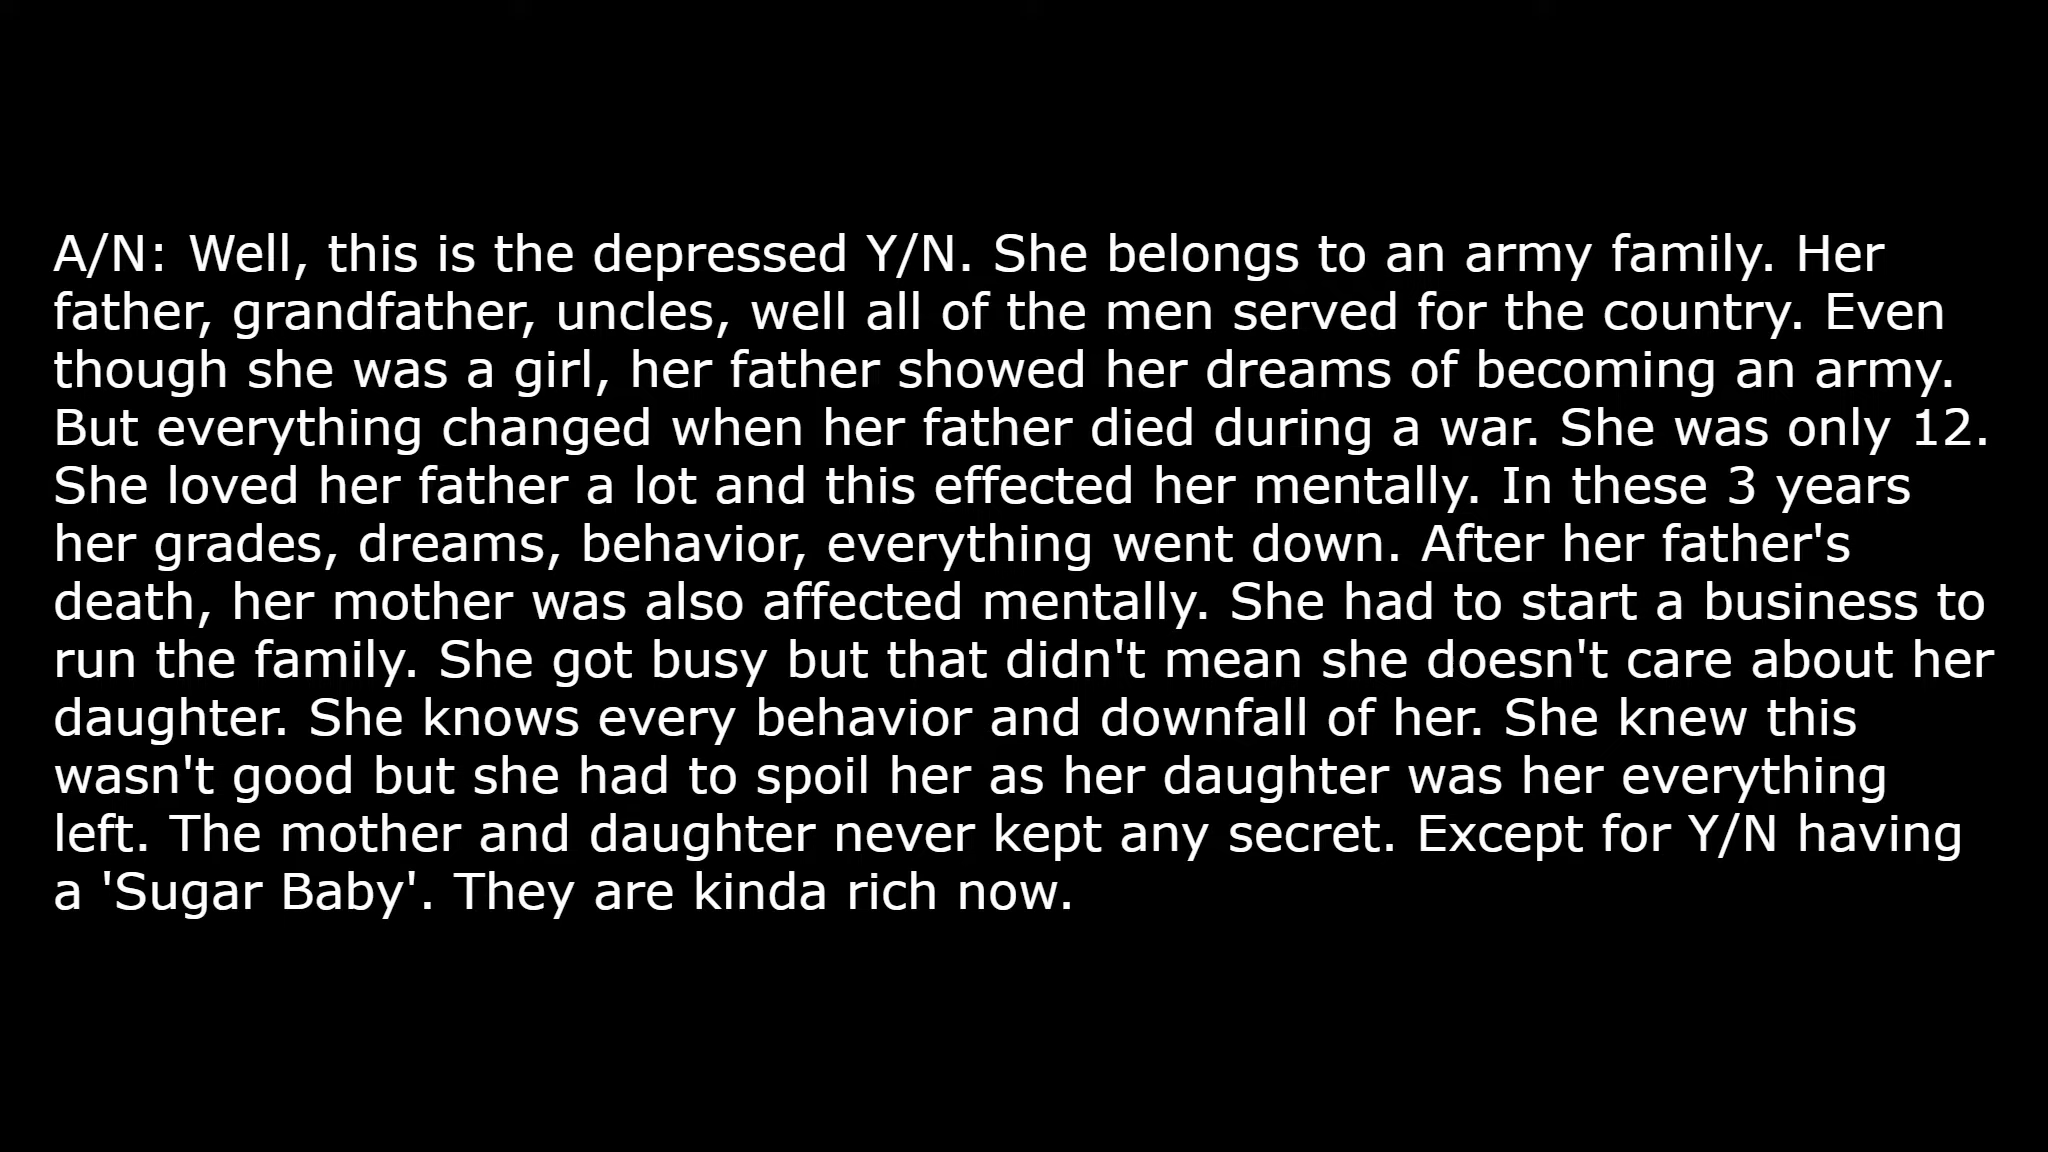 A/N: Well, this is the depressed Y/N. She belongs to an army family. Her
father, grandfather, uncles, well all of the men served for the country. Even
though she was a girl, her father showed her dreams of becoming an army.
But everything changed when her father died during a war. She was only 12.
She loved her father a lot and this effected her mentally. In these 3 years
her grades, dreams, behavior, everything went down. After her father's
death, her mother was also affected mentally. She had to start a business to
run the family. She got busy but that didn't mean she doesn't care about her
daughter. She knows every behavior and downfall of her. She knew this
wasn't good but she had to spoil her as her daughter was her everything
left. The mother and daughter never kept any secret. Except for Y/N having
a 'Sugar Baby'. They are kinda rich now.